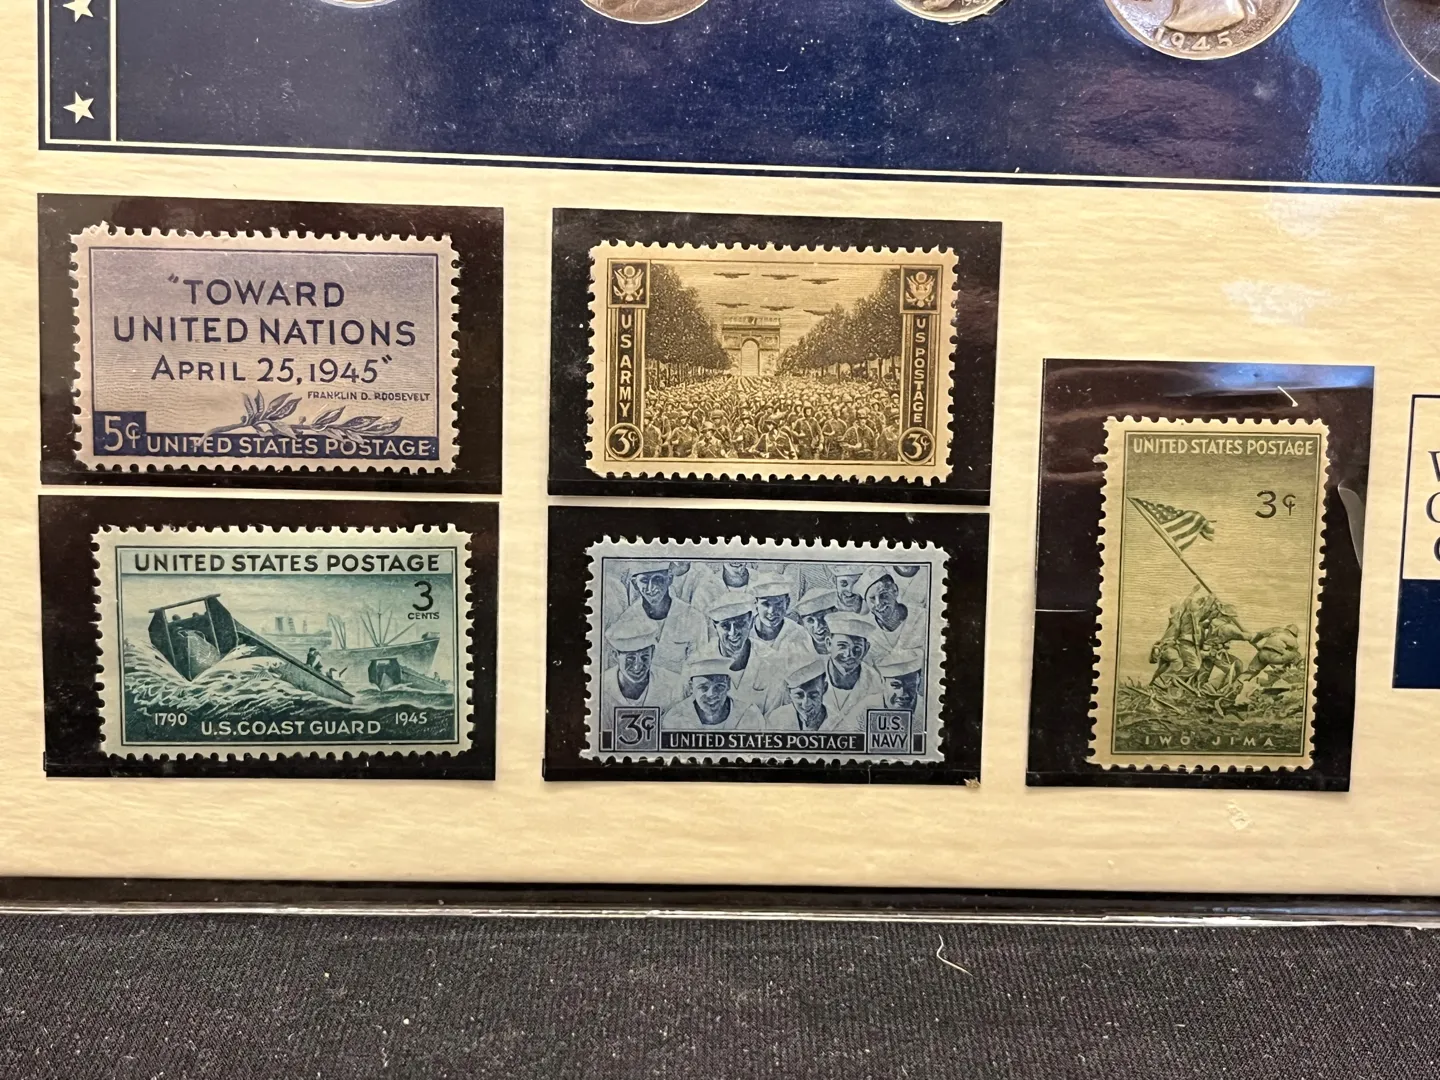 1945
"TOWARD
UNITED NATIONS
APRIL 25, 1945"
FRANKLIN D. ROOSEVELT
5¢ UNITED STATES POSTAGE
U S ARMY
US POSTAGE
3¢
3¢
UNITED STATES POSTAGE
3¢
IWO JIMA
UNITED STATES POSTAGE
3
CENTS
1790
1945
U.S. COAST GUARD
3¢
UNITED STATES POSTAGE
U.S.
NAVY